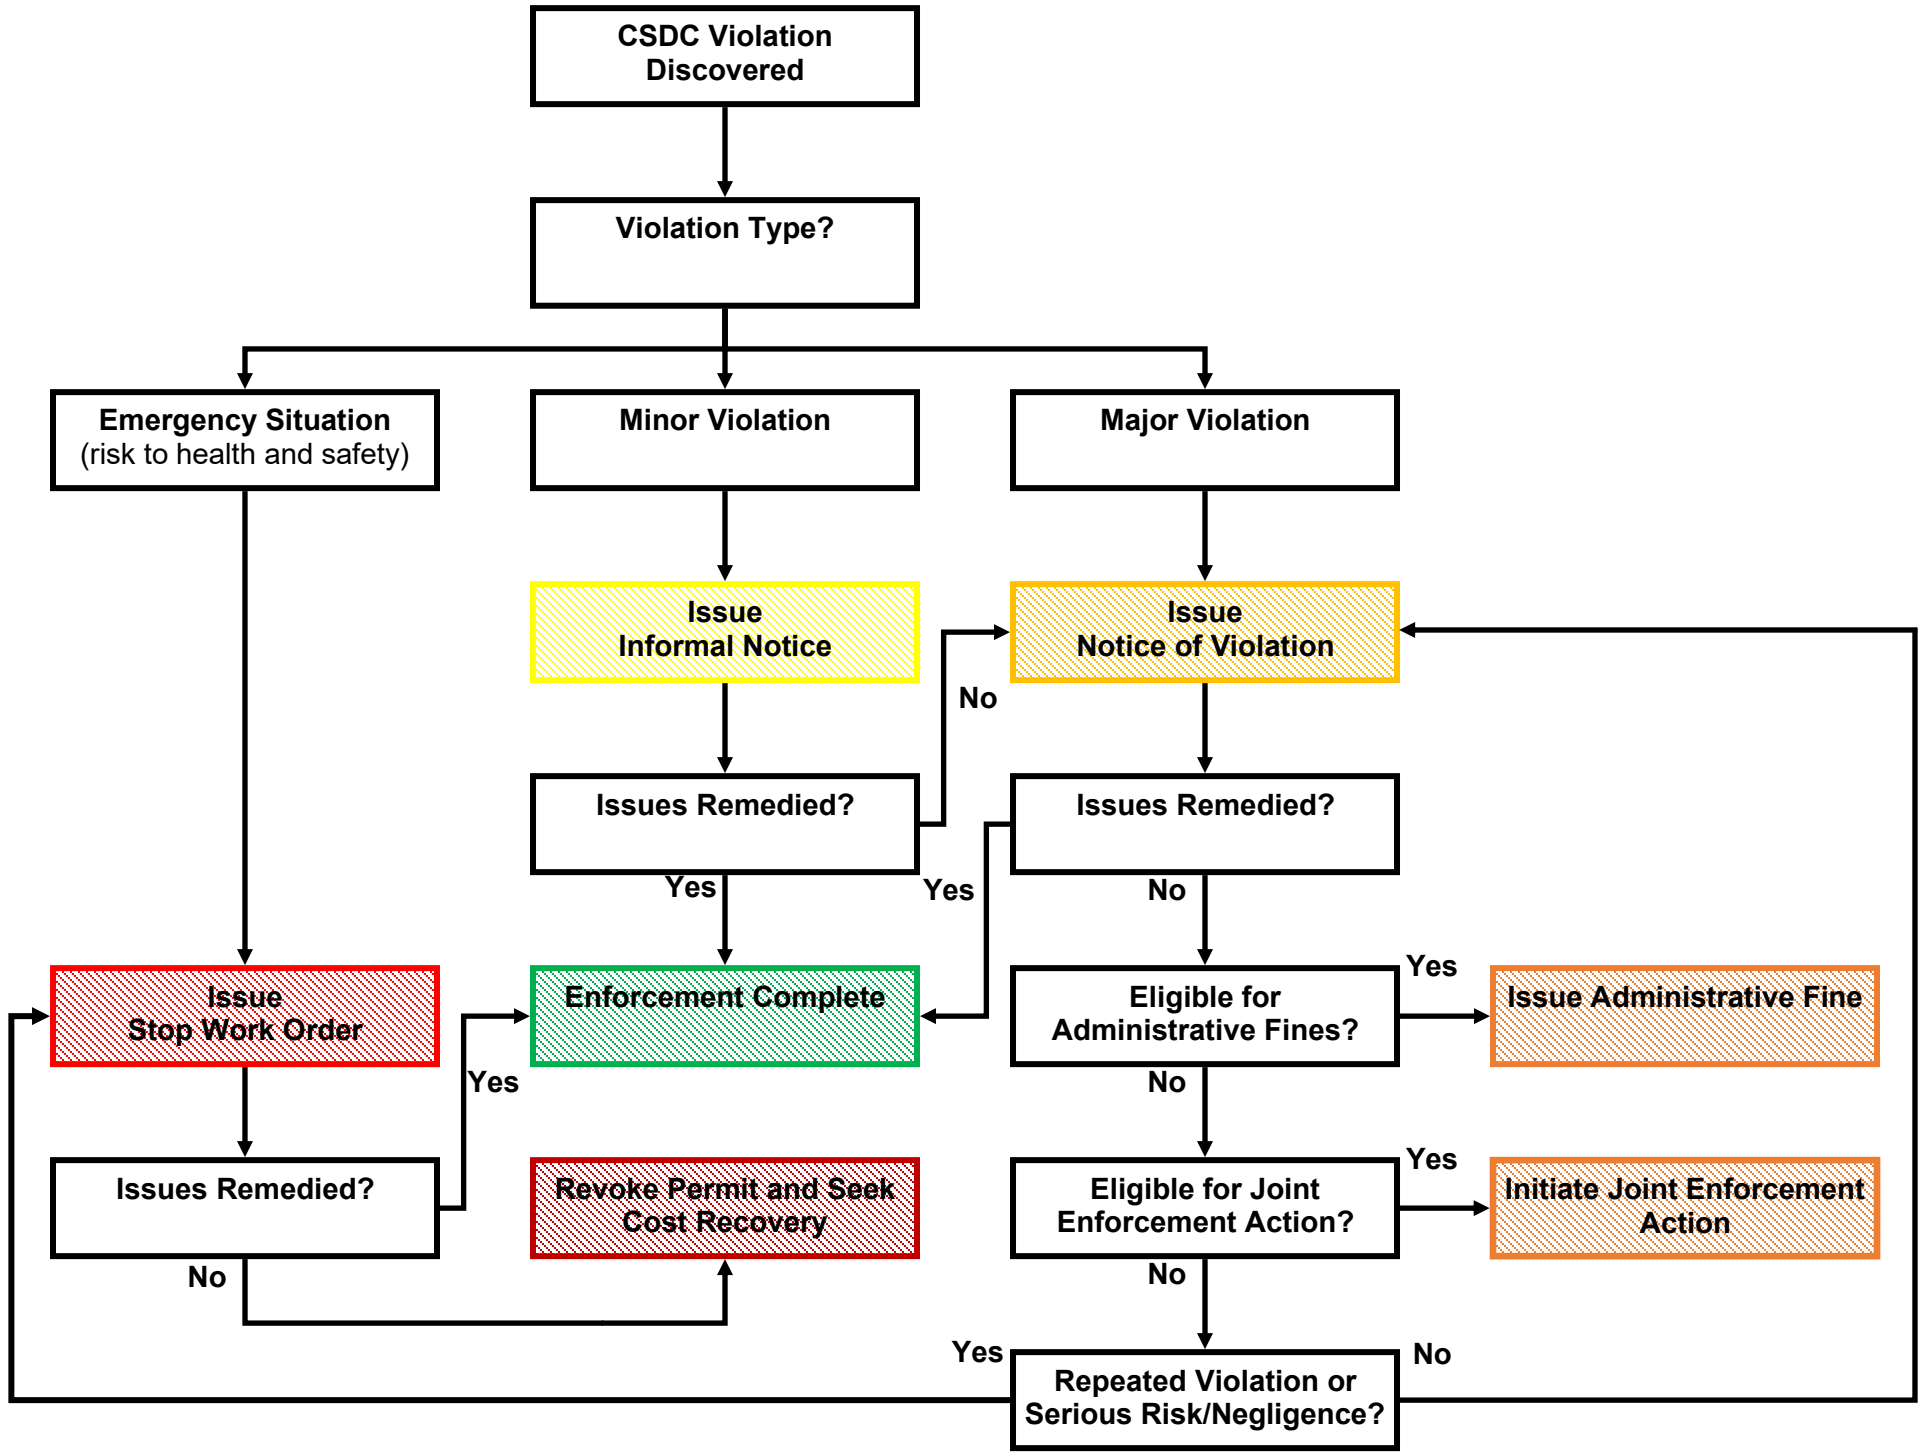 CSDC Violation
Discovered
Violation Type?
Emergency Situation
(risk to health and safety)
Minor Violation
Major Violation
Issue
Informal Notice
Issue
Notice of Violation
No
Issues Remedied?
Issues Remedied?
Yes
Yes
No
Issue
Stop Work Order
Enforcement Complete
Eligible for
Administrative Fines?
Yes
Issue Administrative Fine
Yes
No
Issues Remedied?
Revoke Permit and Seek
Cost Recovery
Eligible for Joint
Enforcement Action?
Yes
Initiate Joint Enforcement
Action
No
No
Yes
Repeated Violation or
Serious Risk/Negligence?
No